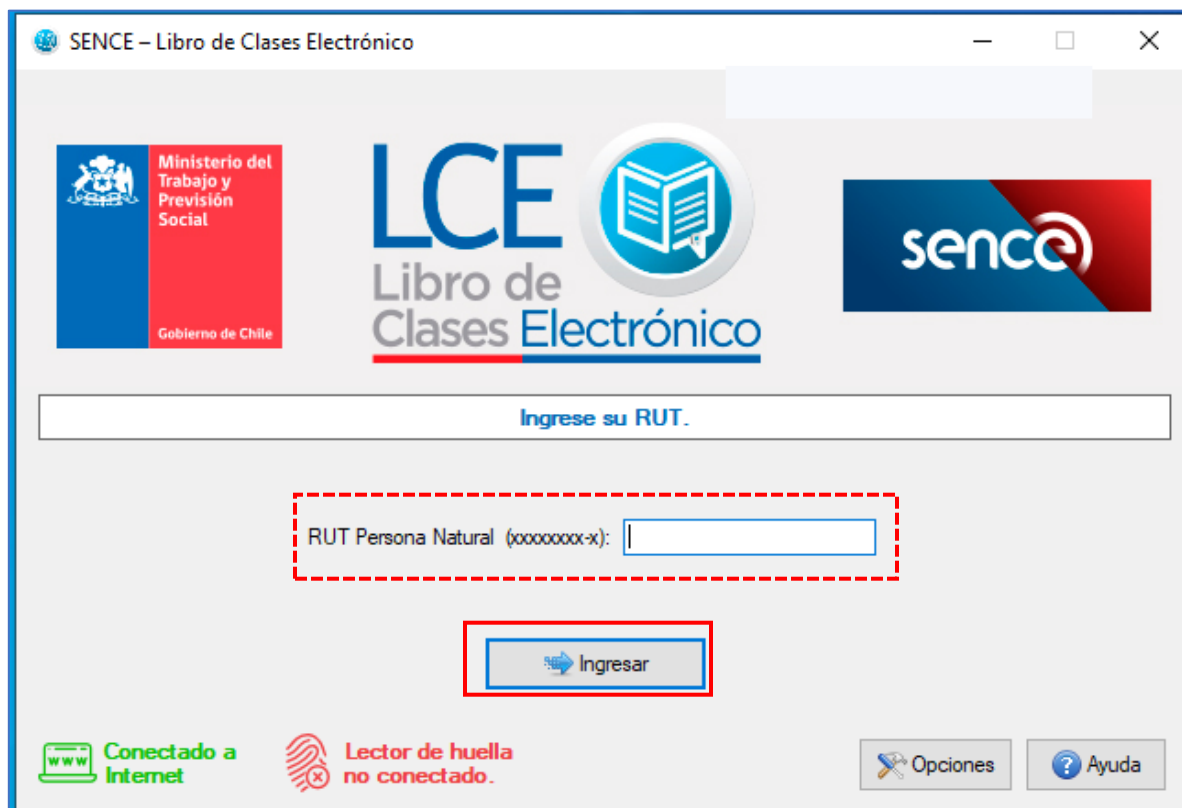 SENCE – Libro de Clases Electrónico
Ministerio del
Trabajo y
Previsión
Social
Gobierno de Chile
LCE
Libro de
Clases Electrónico
sence
Ingrese su RUT.
RUT Persona Natural (xxxxxxxx-x):
Ingresar
www
Conectado a
Internet
Lector de huella
no conectado.
Opciones
? Ayuda